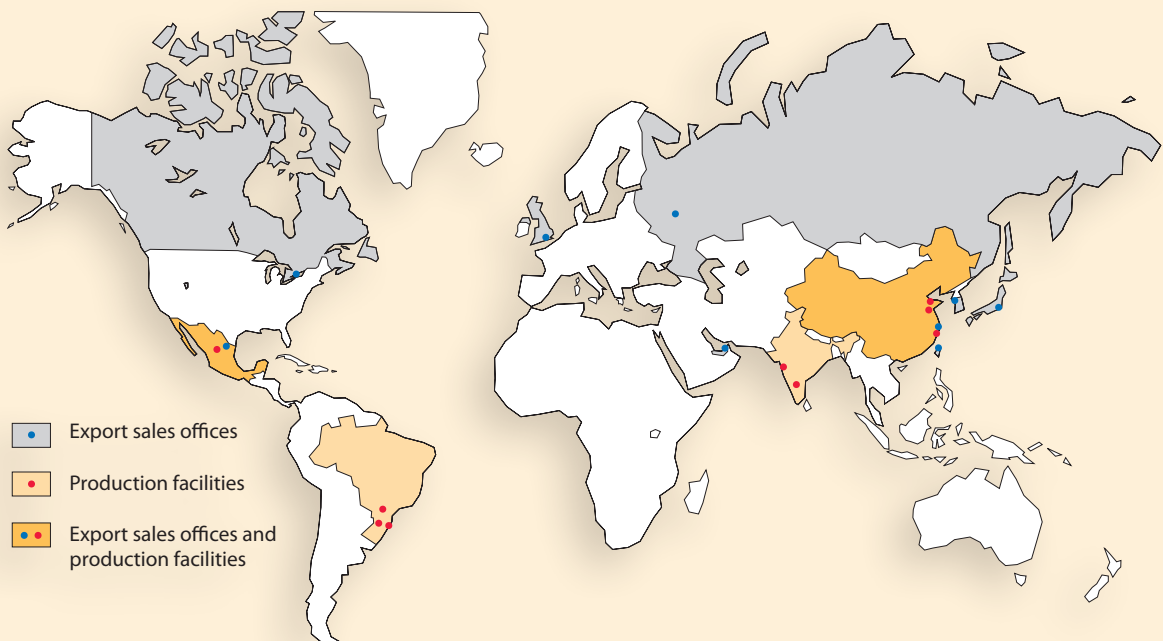 Export sales offices
Production facilities
Export sales offices and
production facilities